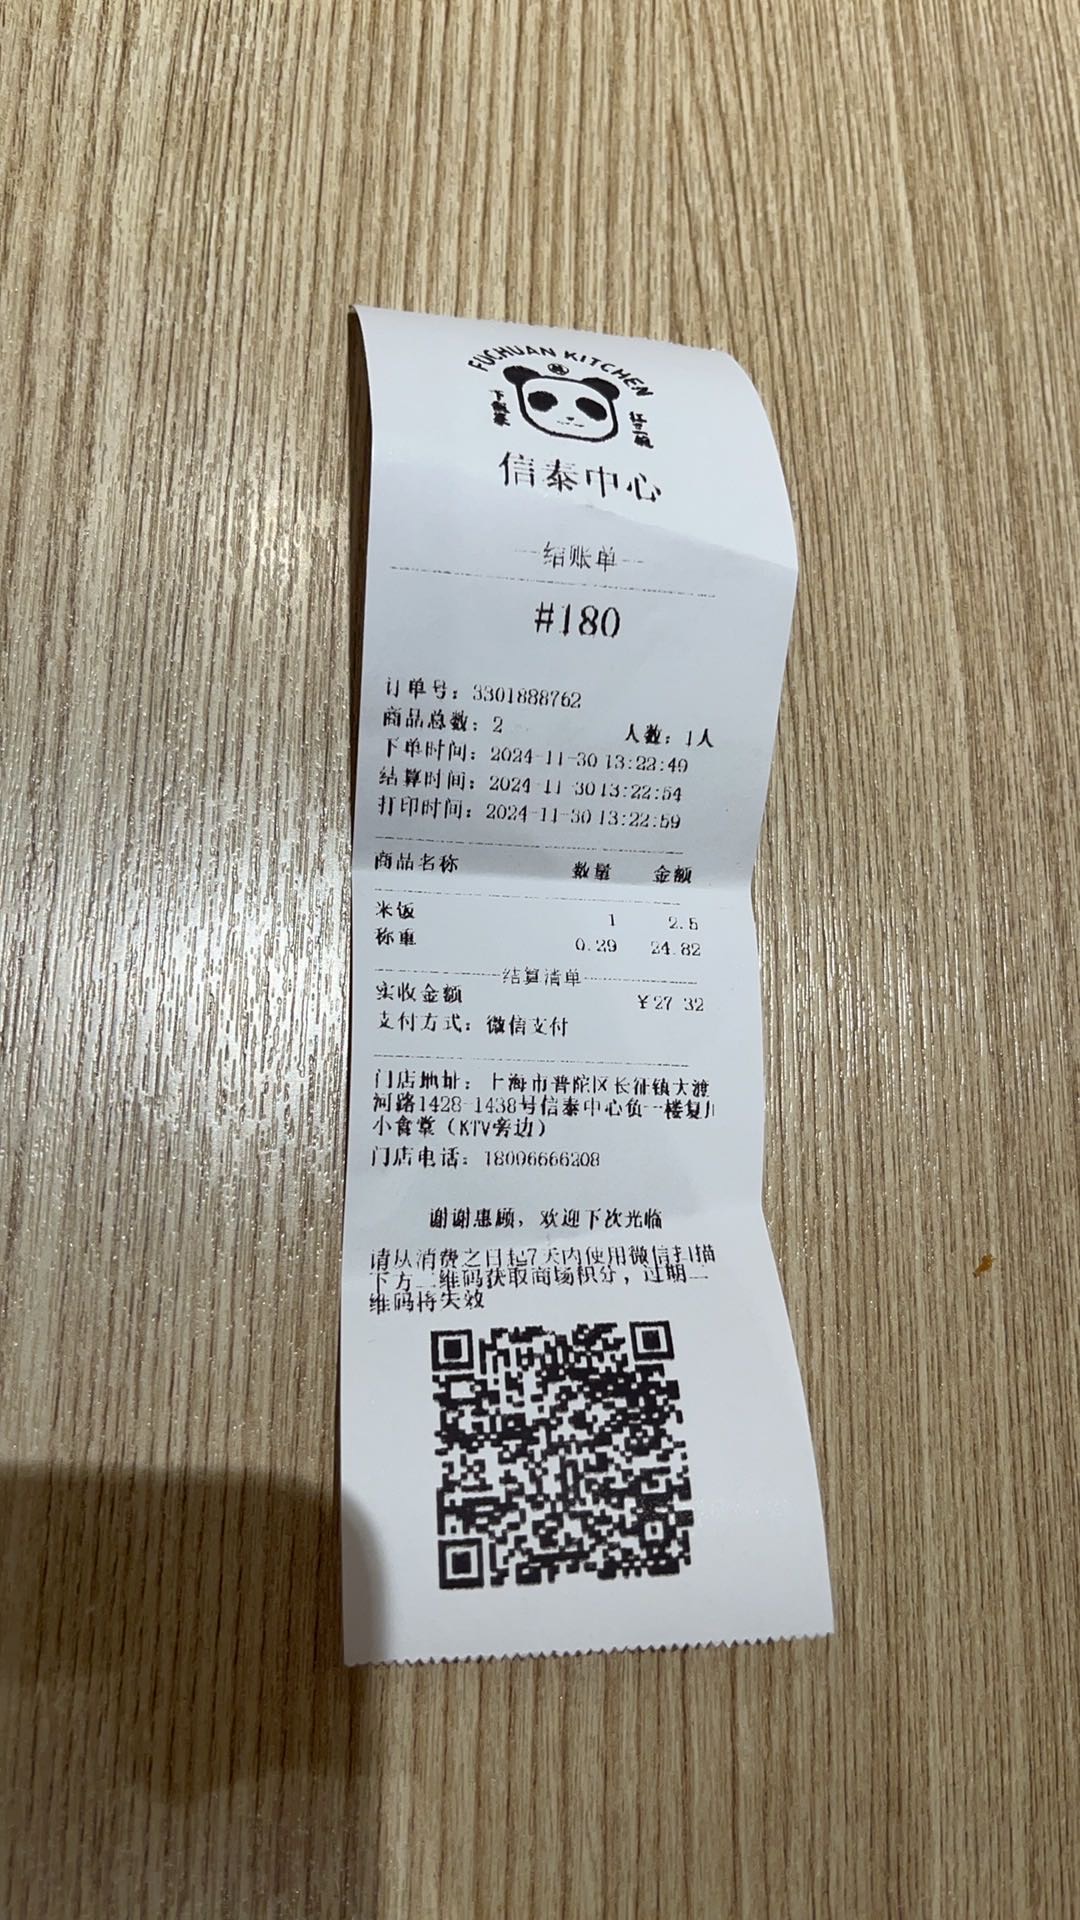 FUCHUAN KITCHEN
下饭菜
扛三碗
信泰中心
结账单
#180
订单号：3301888762
商品总数：2 人数：1人
下单时间：2024-11-30 13:22:49
结算时间：2024-11-30 13:22:54
打印时间：2024-11-30 13:22:59
商品名称 数量 金额
米饭 1 2.5
称重 0.29 24.82
结算清单
实收金额 ¥27.32
支付方式：微信支付
门店地址：上海市普陀区长征镇大渡
河路1428-1438号信泰中心负一楼复川
小食堂（KTV旁边）
门店电话：18006666208
谢谢惠顾，欢迎下次光临
请从消费之日起7天内使用微信扫描
下方二维码获取商场积分，过期二
维码将失效